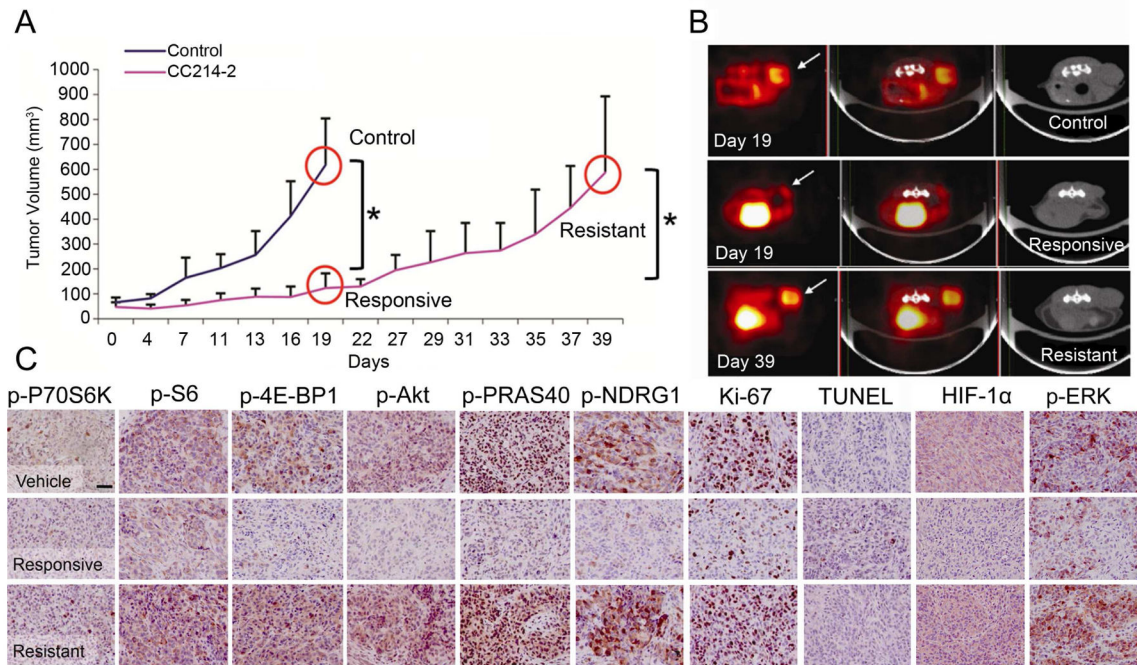 A
Control
CC214-2
Tumor Volume (mm³)
1000
900
800
700
600
500
400
300
200
100
0
Control
Responsive
Resistant
*
*
0 4 7 11 13 16 19 22 27 29 31 33 35 37 39
Days
B
Day 19
Control
Day 19
Responsive
Day 39
Resistant
C
p-P70S6K p-S6 p-4E-BP1 p-Akt p-PRAS40 p-NDRG1 Ki-67 TUNEL HIF-1α p-ERK
Vehicle
Responsive
Resistant